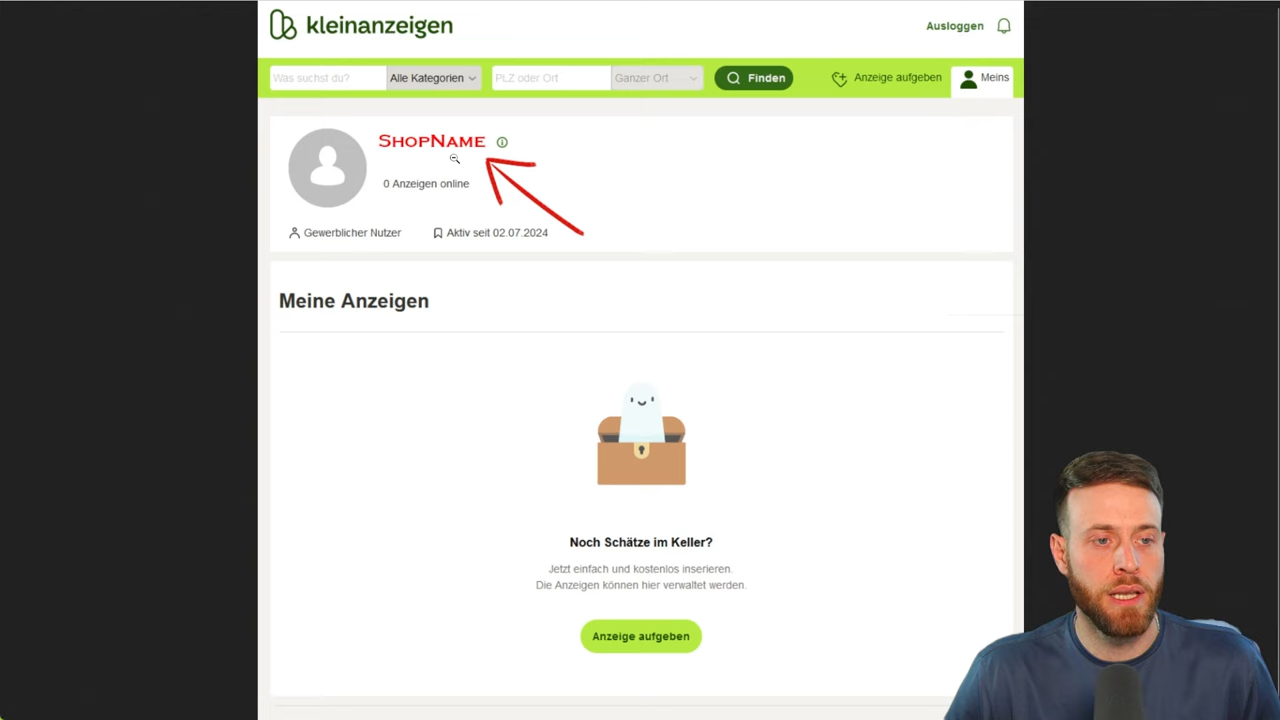 kleinanzeigen
Ausloggen
Was suchst du? Alle Kategorien PLZ oder Ort Ganzer Ort Finden Anzeige aufgeben Meins
ShopName
0 Anzeigen online
Gewerblicher Nutzer Aktiv seit 02.07.2024
Meine Anzeigen
Noch Schätze im Keller?
Jetzt einfach und kostenlos inserieren.
Die Anzeigen können hier verwaltet werden.
Anzeige aufgeben